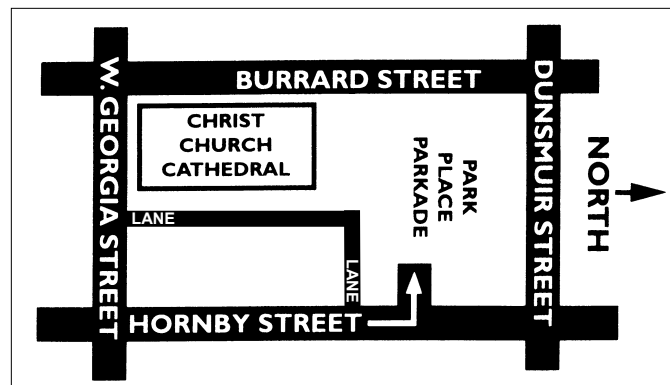 BURRARD STREET
W. GEORGIA STREET
CHRIST
CHURCH
CATHEDRAL
PARK
PLACE
PARKADE
DUNSMUIR STREET
NORTH
LANE
LANE
HORNBY STREET